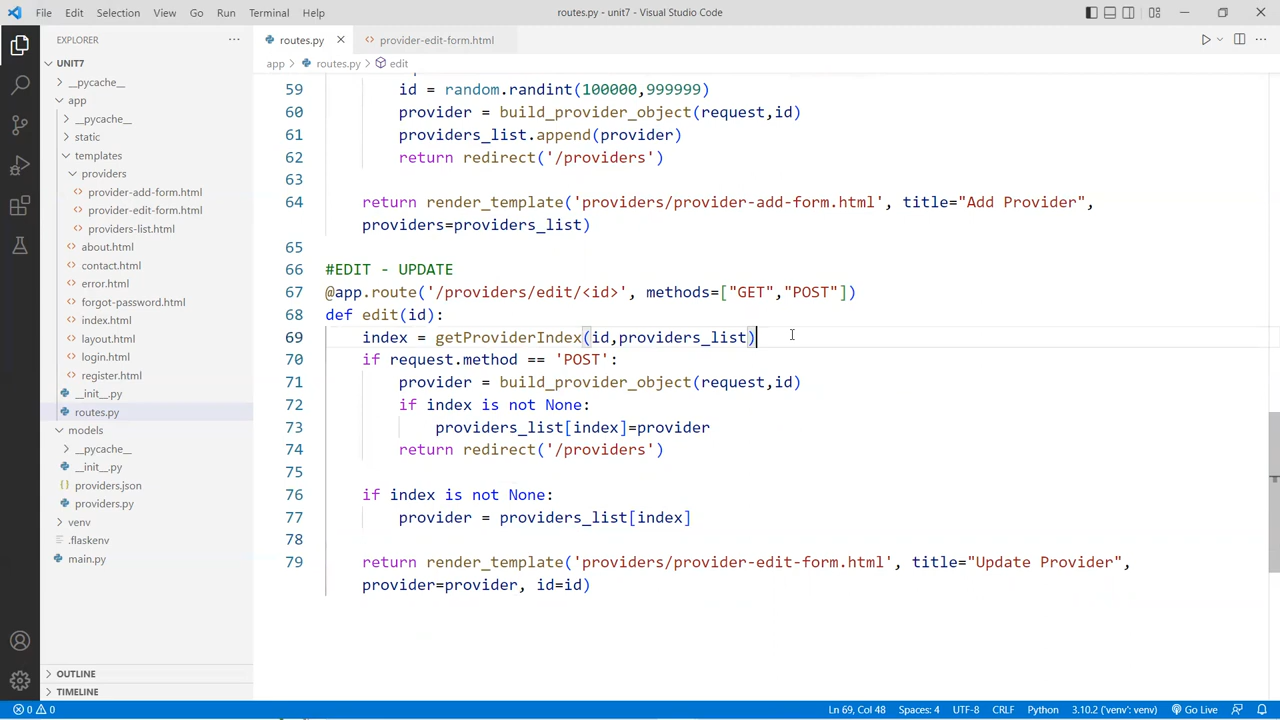 File Edit Selection View Go Run Terminal Help
routes.py - unit7 - Visual Studio Code
EXPLORER
UNIT7
__pycache__
app
__pycache__
static
templates
providers
provider-add-form.html
provider-edit-form.html
providers-list.html
about.html
contact.html
error.html
forgot-password.html
index.html
layout.html
login.html
register.html
__init__.py
routes.py
models
__pycache__
__init__.py
providers.json
providers.py
venv
.flaskenv
main.py
OUTLINE
TIMELINE
routes.py provider-edit-form.html
app > routes.py > edit
59 id = random.randint(100000,999999)
60 provider = build_provider_object(request,id)
61 providers_list.append(provider)
62 return redirect('/providers')
63
64 return render_template('providers/provider-add-form.html', title="Add Provider",
providers=providers_list)
65
66 #EDIT - UPDATE
67 @app.route('/providers/edit/<id>', methods=["GET","POST"])
68 def edit(id):
69 index = getProviderIndex(id,providers_list)
70 if request.method == 'POST':
71 provider = build_provider_object(request,id)
72 if index is not None:
73 providers_list[index]=provider
74 return redirect('/providers')
75
76 if index is not None:
77 provider = providers_list[index]
78
79 return render_template('providers/provider-edit-form.html', title="Update Provider",
provider=provider, id=id)
0 0 Ln 69, Col 48 Spaces: 4 UTF-8 CRLF Python 3.10.2 ('venv': venv) Go Live